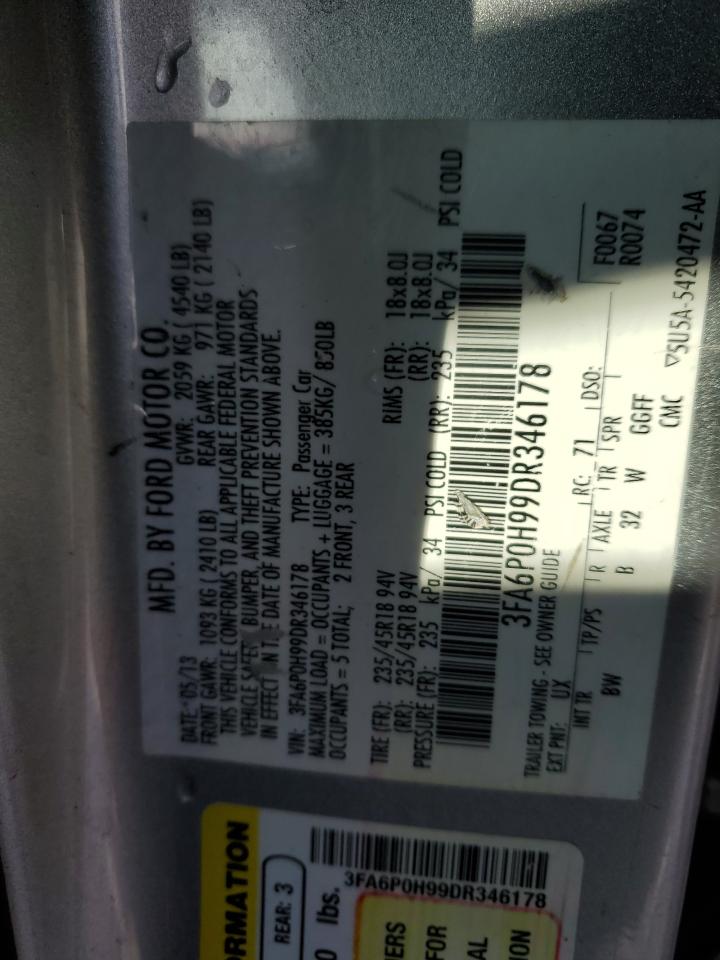 MFD. BY FORD MOTOR CO.
DATE: 05/13 GVWR: 2059 KG ( 4540 LB)
FRONT GAWR: 1093 KG ( 2410 LB) REAR GAWR: 971 KG ( 2140 LB)
THIS VEHICLE CONFORMS TO ALL APPLICABLE FEDERAL MOTOR
VEHICLE SAFETY, BUMPER, AND THEFT PREVENTION STANDARDS
IN EFFECT IN THE DATE OF MANUFACTURE SHOWN ABOVE.
VIN: 3FA6P0H99DR346178 TYPE: Passenger Car
MAXIMUM LOAD = OCCUPANTS + LUGGAGE = 385KG/ 850LB
OCCUPANTS = 5 TOTAL; 2 FRONT, 3 REAR
TIRE (FR): 235/45R18 94V RIMS (FR): 18x8.0J
(RR): 235/45R18 94V (RR): 18x8.0J
PRESSURE (FR): 235 kPa/ 34 PSI COLD (RR): 235 kPa/ 34 PSI COLD
3FA6P0H99DR346178
TRAILER TOWING - SEE OWNER GUIDE
EXT PNT: UX RC: 71 DSO: F0067
R0074
INT TR TP/PS R AXLE TR SPR
BW B 32 W GGFF
CMC ▽5U5A-5420472-AA
ORMATION
REAR: 3
0 lbs.
3FA6P0H99DR346178
ERS
FOR
AL
ION